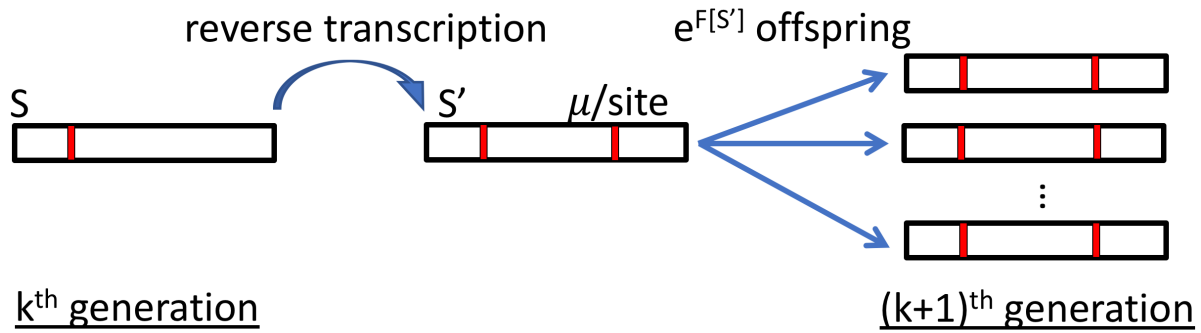 reverse transcription
e^F[S'] offspring
S
S’
μ/site
⋮
k^th generation
(k+1)^th generation